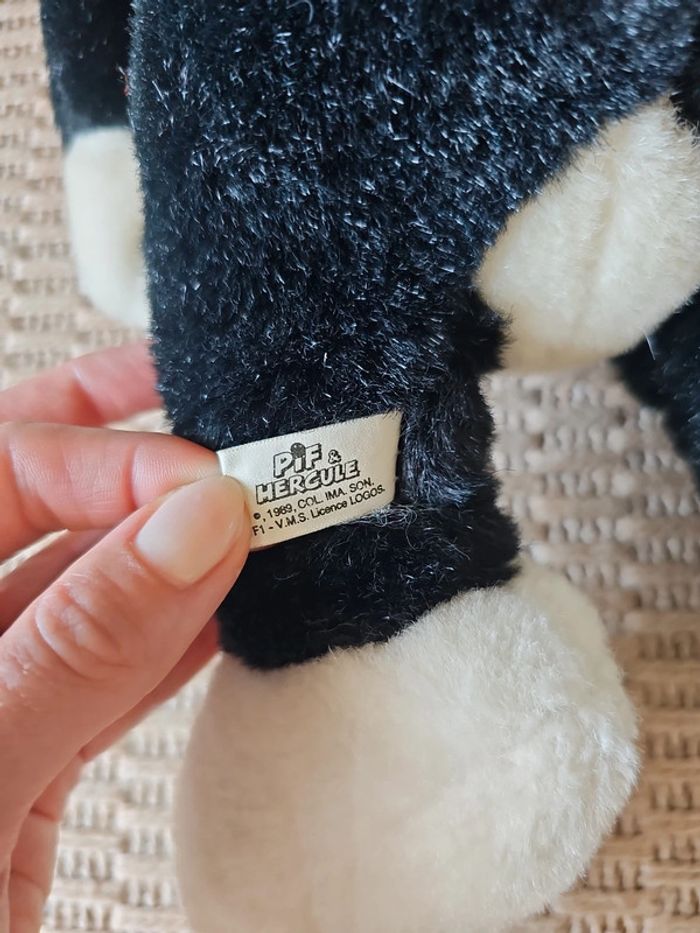 PiF &
HERCULE
©, 1989, COL. IMA. SON.
F1 - V.M.S. Licence LOGOS.